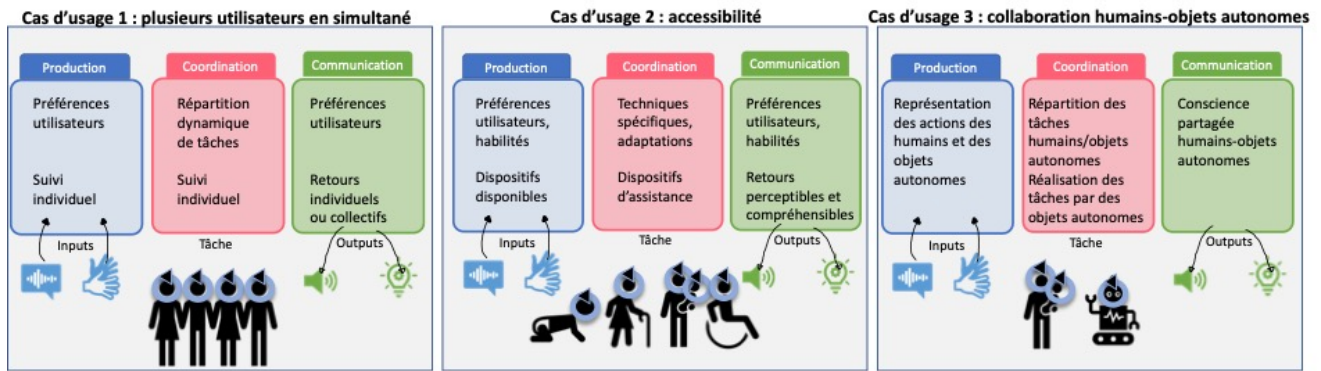 Cas d'usage 1 : plusieurs utilisateurs en simultané
Production
Préférences
utilisateurs
Suivi
individuel
Coordination
Répartition
dynamique
de tâches
Suivi
individuel
Communication
Préférences
utilisateurs
Retours
individuels
ou collectifs
Inputs
Tâche
Outputs
Cas d'usage 2 : accessibilité
Production
Préférences
utilisateurs,
habilités
Dispositifs
disponibles
Coordination
Techniques
spécifiques,
adaptations
Dispositifs
d'assistance
Communication
Préférences
utilisateurs,
habilités
Retours
perceptibles et
compréhensibles
Inputs
Tâche
Outputs
Cas d'usage 3 : collaboration humains-objets autonomes
Production
Représentation
des actions des
humains et des
objets
autonomes
Coordination
Répartition des
tâches
humains/objets
autonomes
Réalisation des
tâches par des
objets autonomes
Communication
Conscience
partagée
humains-objets
autonomes
Inputs
Tâche
Outputs